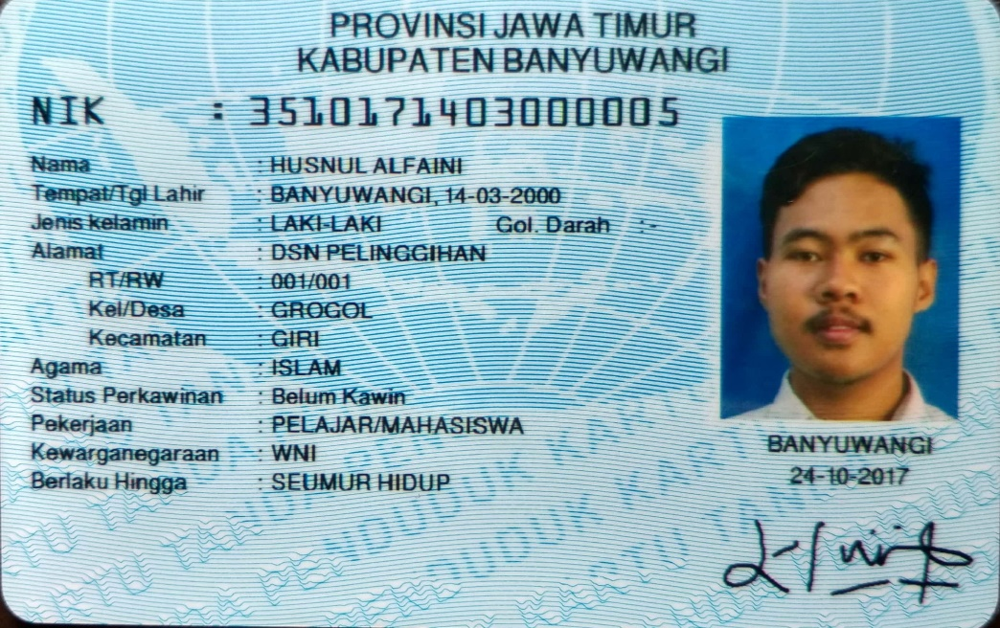 PROVINSI JAWA TIMUR
KABUPATEN BANYUWANGI
NIK : 3510171403000005
Nama : HUSNUL ALFAINI
Tempat/Tgl Lahir : BANYUWANGI, 14-03-2000
Jenis kelamin : LAKI-LAKI Gol. Darah : -
Alamat : DSN PELINGGIHAN
RT/RW : 001/001
Kel/Desa : GROGOL
Kecamatan : GIRI
Agama : ISLAM
Status Perkawinan : Belum Kawin
Pekerjaan : PELAJAR/MAHASISWA
Kewarganegaraan : WNI
Berlaku Hingga : SEUMUR HIDUP
BANYUWANGI
24-10-2017